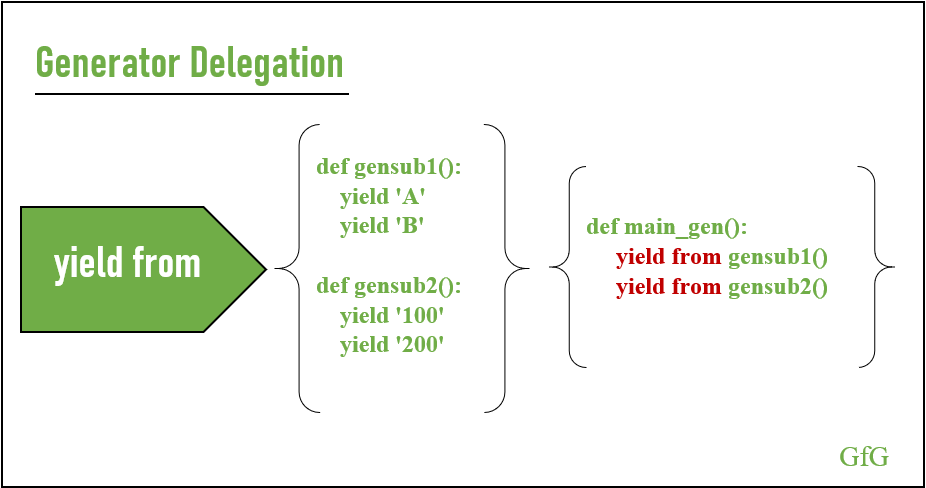 Generator Delegation
yield from
def gensub1():
yield 'A'
yield 'B'
def gensub2():
yield '100'
yield '200'
def main_gen():
yield from gensub1()
yield from gensub2()
GfG